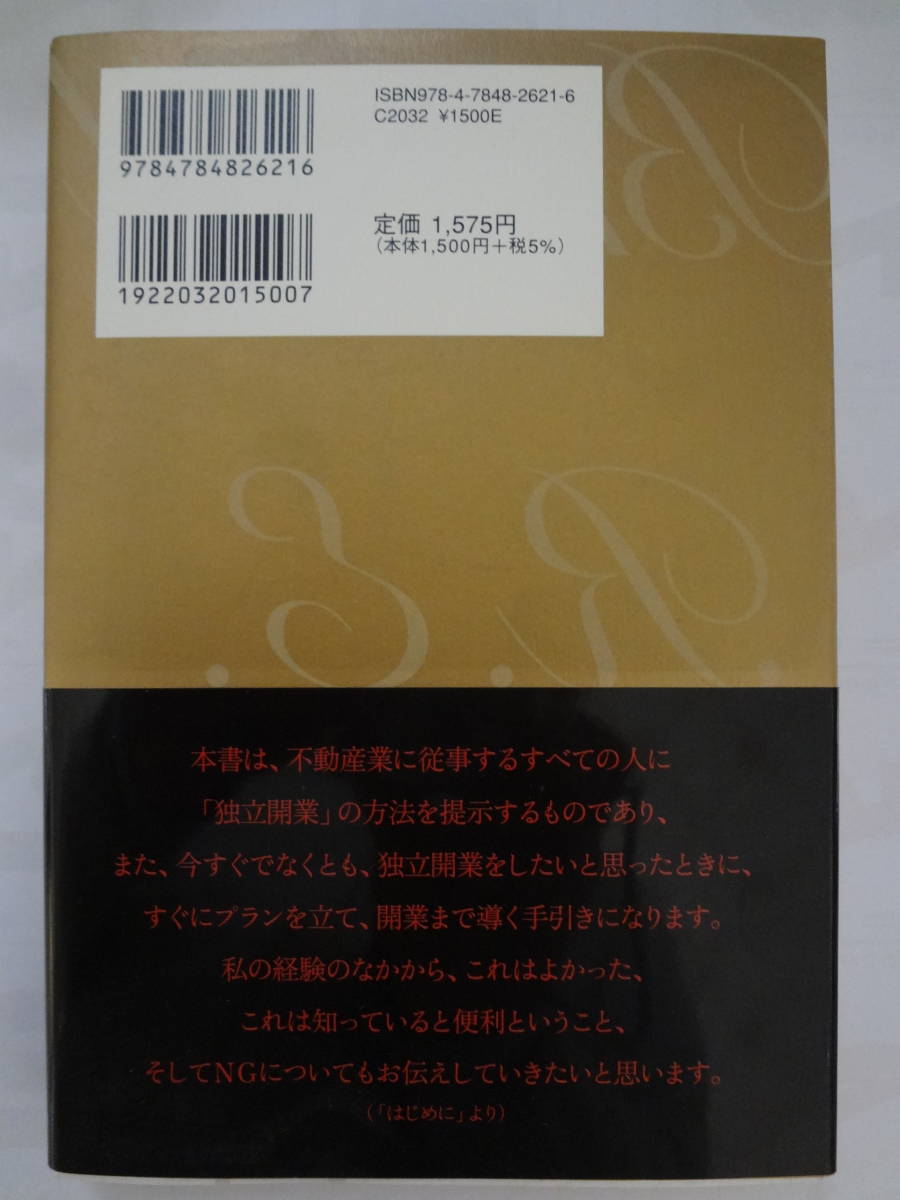 ISBN978-4-7848-2621-6
C2032 ¥1500E
9784784826216
定価 1,575円
(本体1,500円+税5%)
1922032015007
B
E. R.
本書は、不動産業に従事するすべての人に
「独立開業」の方法を提示するものであり、
また、今すぐでなくとも、独立開業をしたいと思ったときに、
すぐにプランを立て、開業まで導く手引きになります。
私の経験のなかから、これはよかった、
これは知っていると便利ということ、
そしてNGについてもお伝えしていきたいと思います。
(「はじめに」より)